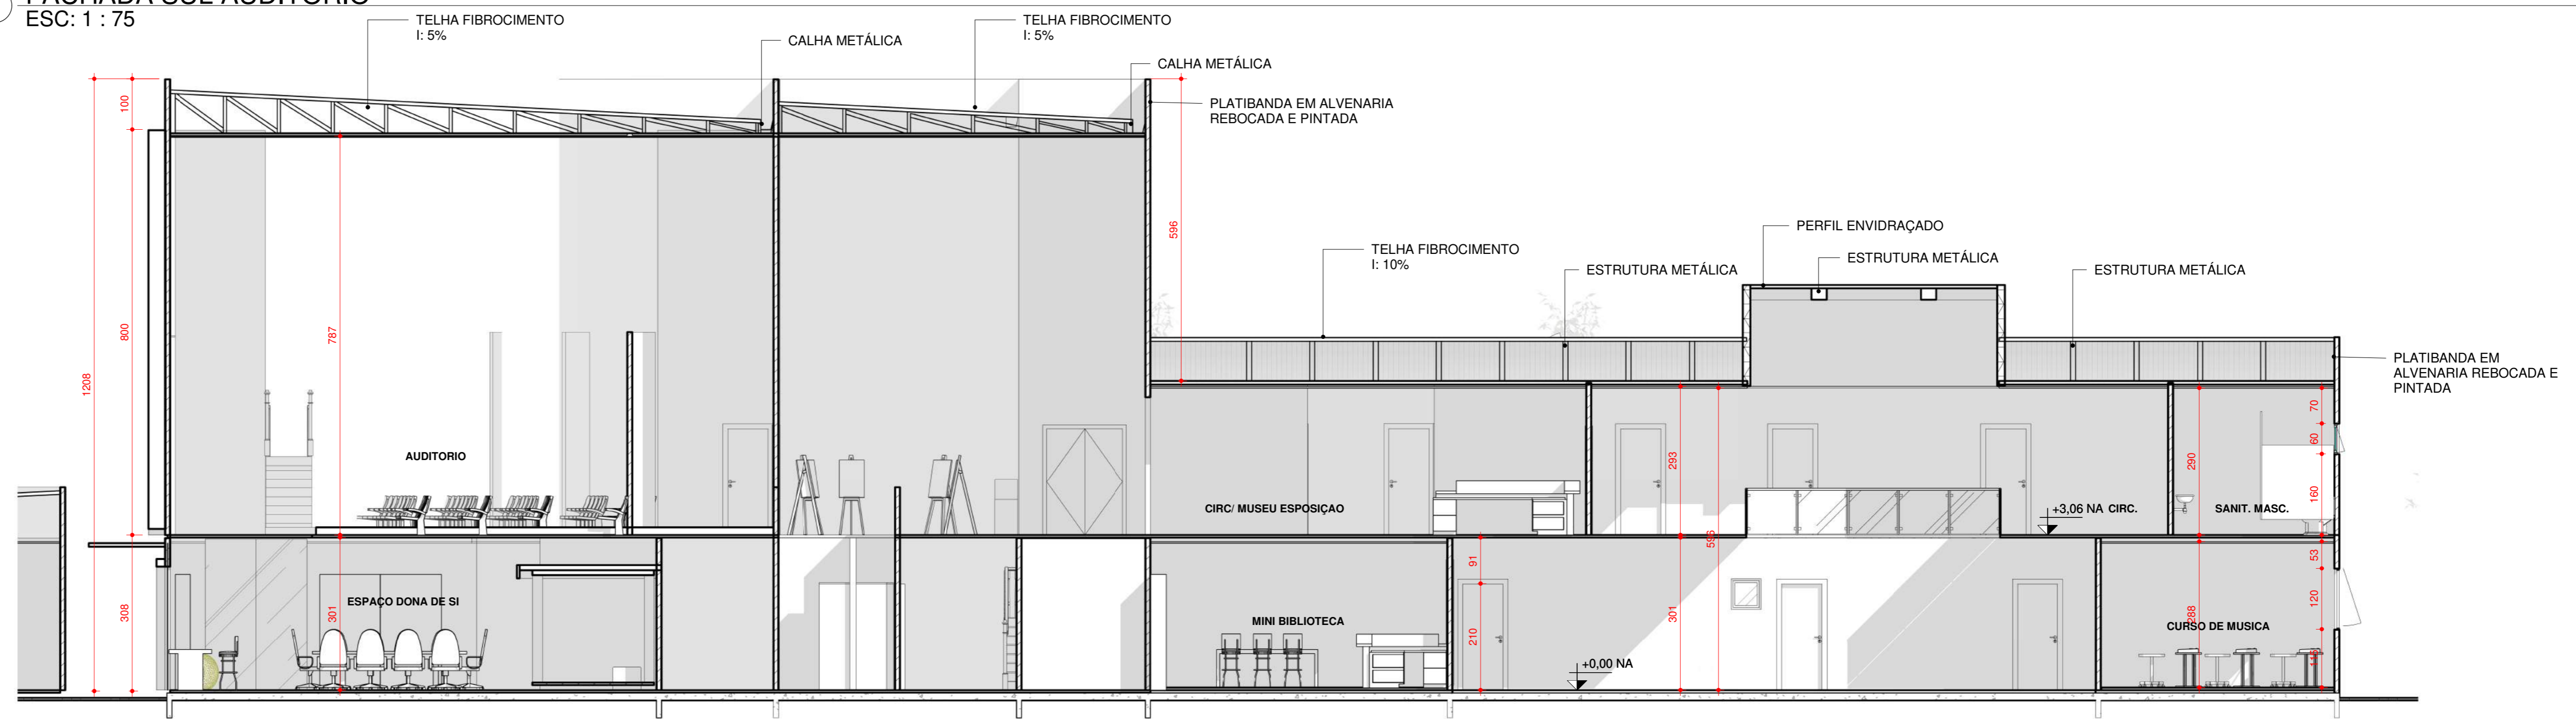 ESC: 1 : 75
TELHA FIBROCIMENTO
I: 5%
CALHA METÁLICA
TELHA FIBROCIMENTO
I: 5%
CALHA METÁLICA
PLATIBANDA EM ALVENARIA
REBOCADA E PINTADA
TELHA FIBROCIMENTO
I: 10%
ESTRUTURA METÁLICA
PERFIL ENVIDRAÇADO
ESTRUTURA METÁLICA
ESTRUTURA METÁLICA
PLATIBANDA EM
ALVENARIA REBOCADA E
PINTADA
100
800
1208
308
787
301
596
AUDITORIO
ESPAÇO DONA DE SI
CIRC/ MUSEU ESPOSIÇAO
MINI BIBLIOTECA
91
210
293
301
595
+3,06 NA CIRC.
+0,00 NA
SANIT. MASC.
CURSO DE MUSICA
290
288
70
60
160
53
120